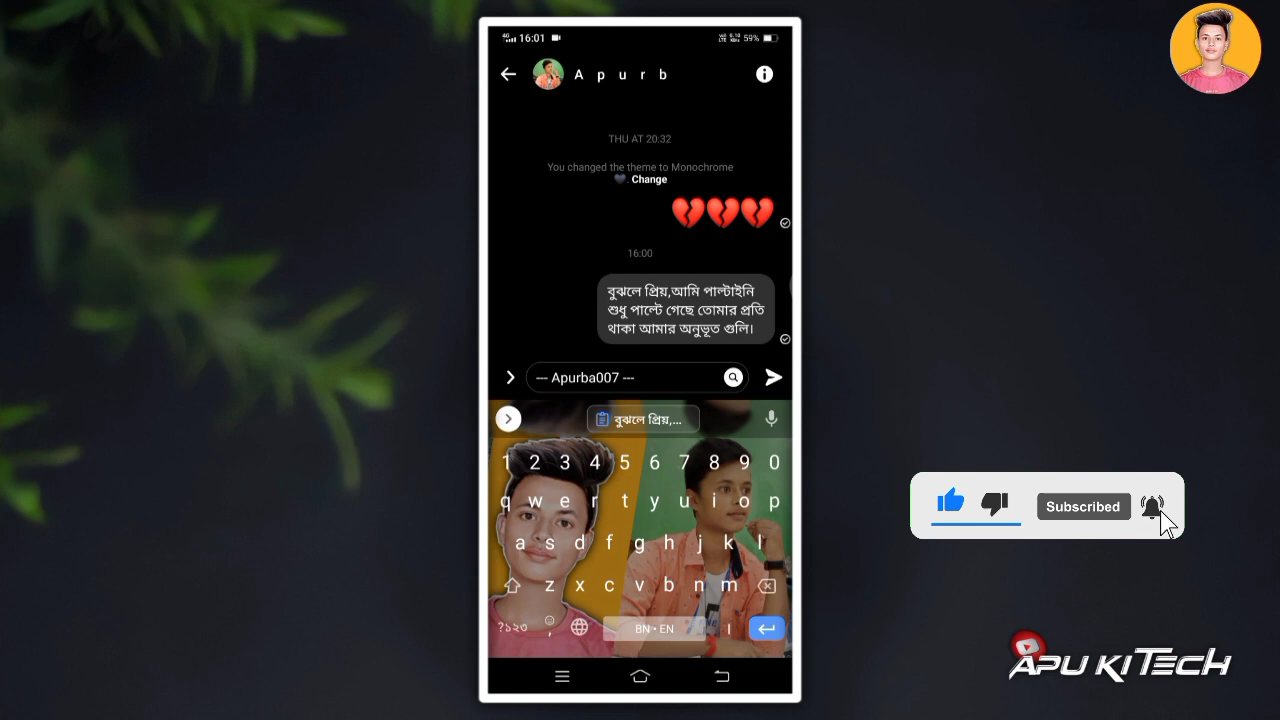 4G 16:01 59%
A p u r b
THU AT 20:32
You changed the theme to Monochrome
🖤. Change
💔💔💔
16:00
বুঝলে প্রিয়,আমি পাল্টাইনি
শুধু পাল্টে গেছে তোমার প্রতি
থাকা আমার অনুভূত গুলি।
--- Apurba007 ---
বুঝলে প্রিয়,...
1 2 3 4 5 6 7 8 9 0
q w e r t y u i o p
a s d f g h j k l
z x c v b n m
?১২৩ , BN • EN ।
Subscribed
APU KI TECH